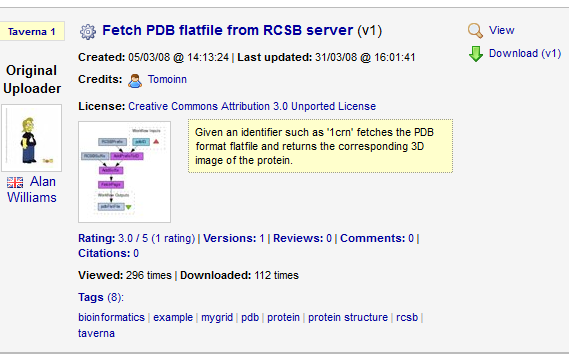 Taverna 1
Fetch PDB flatfile from RCSB server (v1)
View
Download (v1)
Created: 05/03/08 @ 14:13:24 | Last updated: 31/03/08 @ 16:01:41
Credits: Tomoinn
Original
Uploader
Alan
Williams
License: Creative Commons Attribution 3.0 Unported License
Workflow Inputs
Workflow Outputs
Given an identifier such as '1crn' fetches the PDB
format flatfile and returns the corresponding 3D
image of the protein.
Rating: 3.0 / 5 (1 rating) | Versions: 1 | Reviews: 0 | Comments: 0 |
Citations: 0
Viewed: 296 times | Downloaded: 112 times
Tags (8):
bioinformatics | example | mygrid | pdb | protein | protein structure | rcsb |
taverna